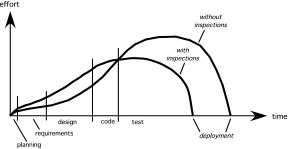 effort
without
inspections
with
inspections
design
code
test
time
requirements
deployment
planning